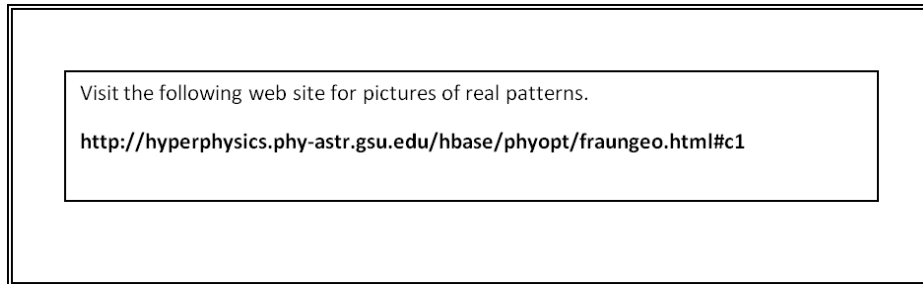 Visit the following web site for pictures of real patterns.
http://hyperphysics.phy-astr.gsu.edu/hbase/phyopt/fraungeo.html#c1